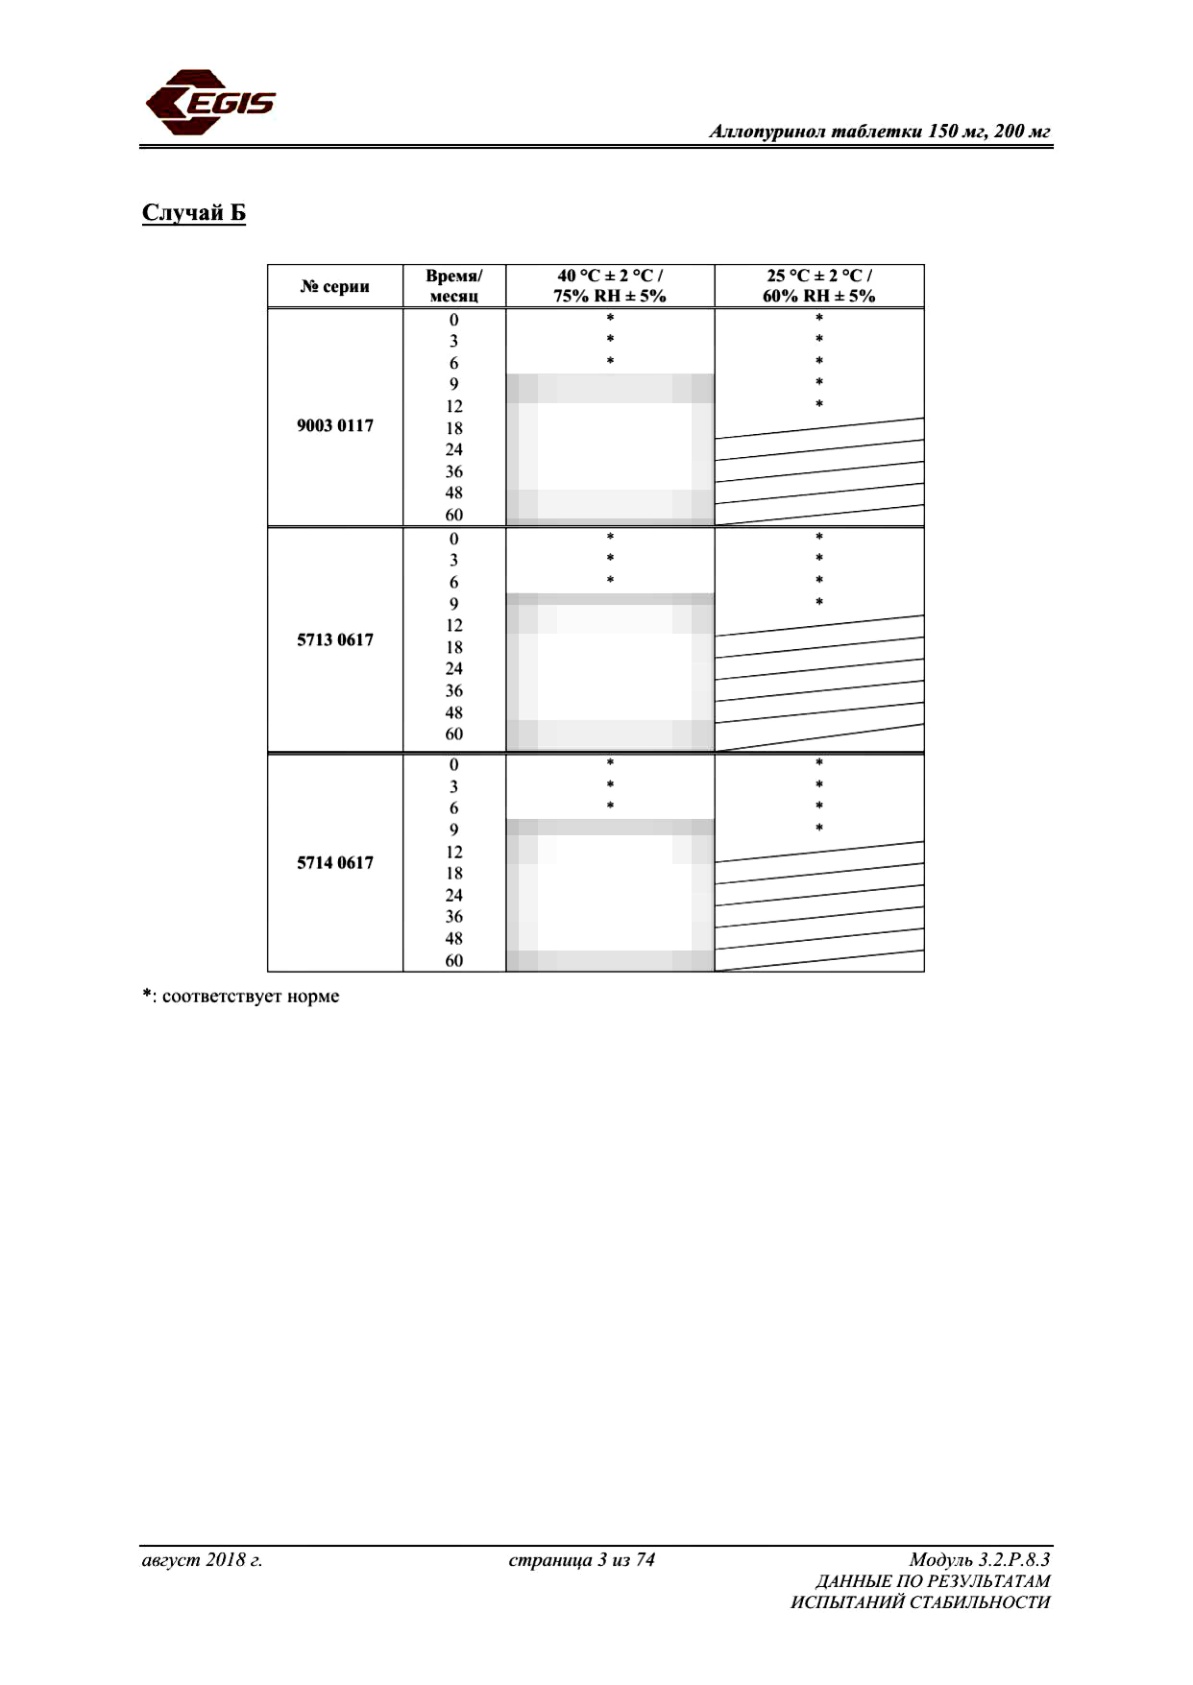 EGIS
Аллопуринол таблетки 150 мг, 200 мг
Случай Б
№ серии
Время/
месяц
40 °C ± 2 °C /
75% RH ± 5%
25 °C ± 2 °C /
60% RH ± 5%
9003 0117
0 * *
3 * *
6 * *
9 *
12 *
18
24
36
48
60
5713 0617
0 * *
3 * *
6 * *
9 *
12
18
24
36
48
60
5714 0617
0 * *
3 * *
6 * *
9 *
12
18
24
36
48
60
*: соответствует норме
август 2018 г. страница 3 из 74 Модуль 3.2.P.8.3
ДАННЫЕ ПО РЕЗУЛЬТАТАМ
ИСПЫТАНИЙ СТАБИЛЬНОСТИ